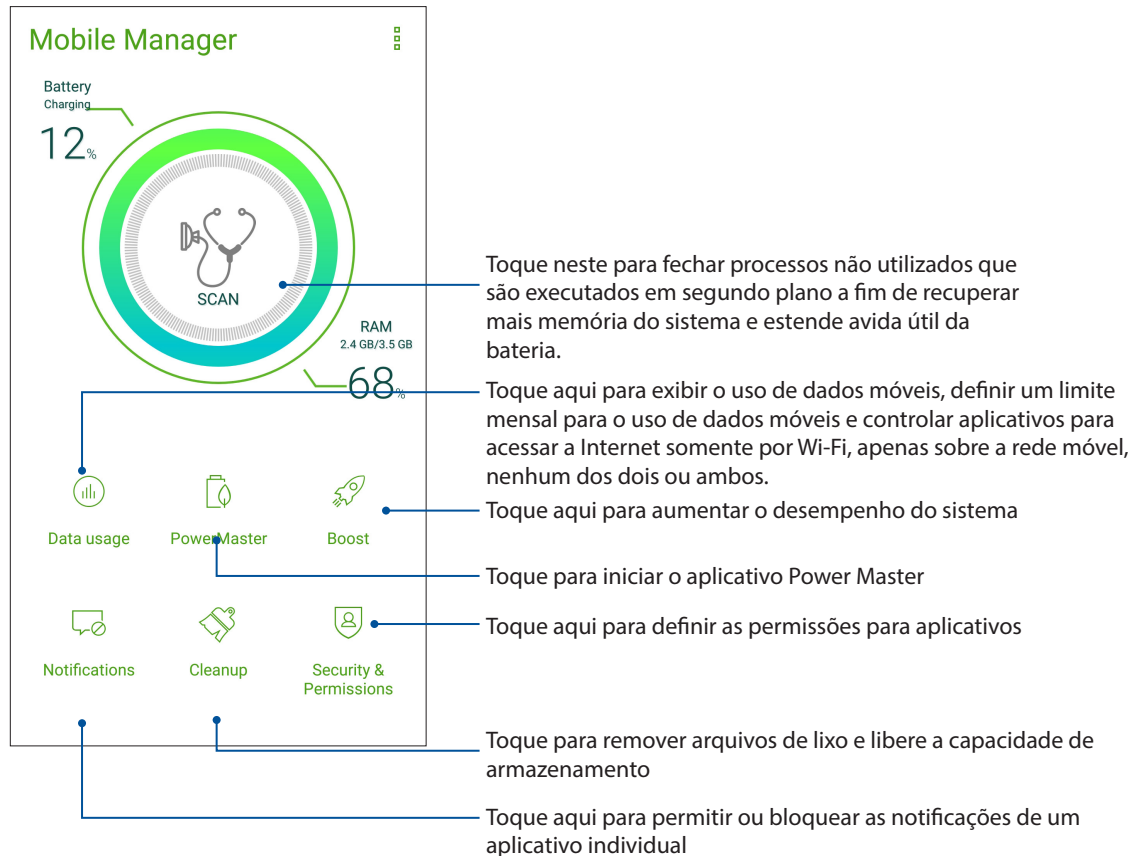 Mobile Manager
Battery
Charging
12%
SCAN
RAM
2.4 GB/3.5 GB
68%
Toque neste para fechar processos não utilizados que
são executados em segundo plano a fim de recuperar
mais memória do sistema e estende avida útil da
bateria.
Toque aqui para exibir o uso de dados móveis, definir um limite
mensal para o uso de dados móveis e controlar aplicativos para
acessar a Internet somente por Wi-Fi, apenas sobre a rede móvel,
nenhum dos dois ou ambos.
Toque aqui para aumentar o desempenho do sistema
Data usage PowerMaster Boost
Toque para iniciar o aplicativo Power Master
Toque aqui para definir as permissões para aplicativos
Notifications Cleanup Security &
Permissions
Toque para remover arquivos de lixo e libere a capacidade de
armazenamento
Toque aqui para permitir ou bloquear as notificações de um
aplicativo individual